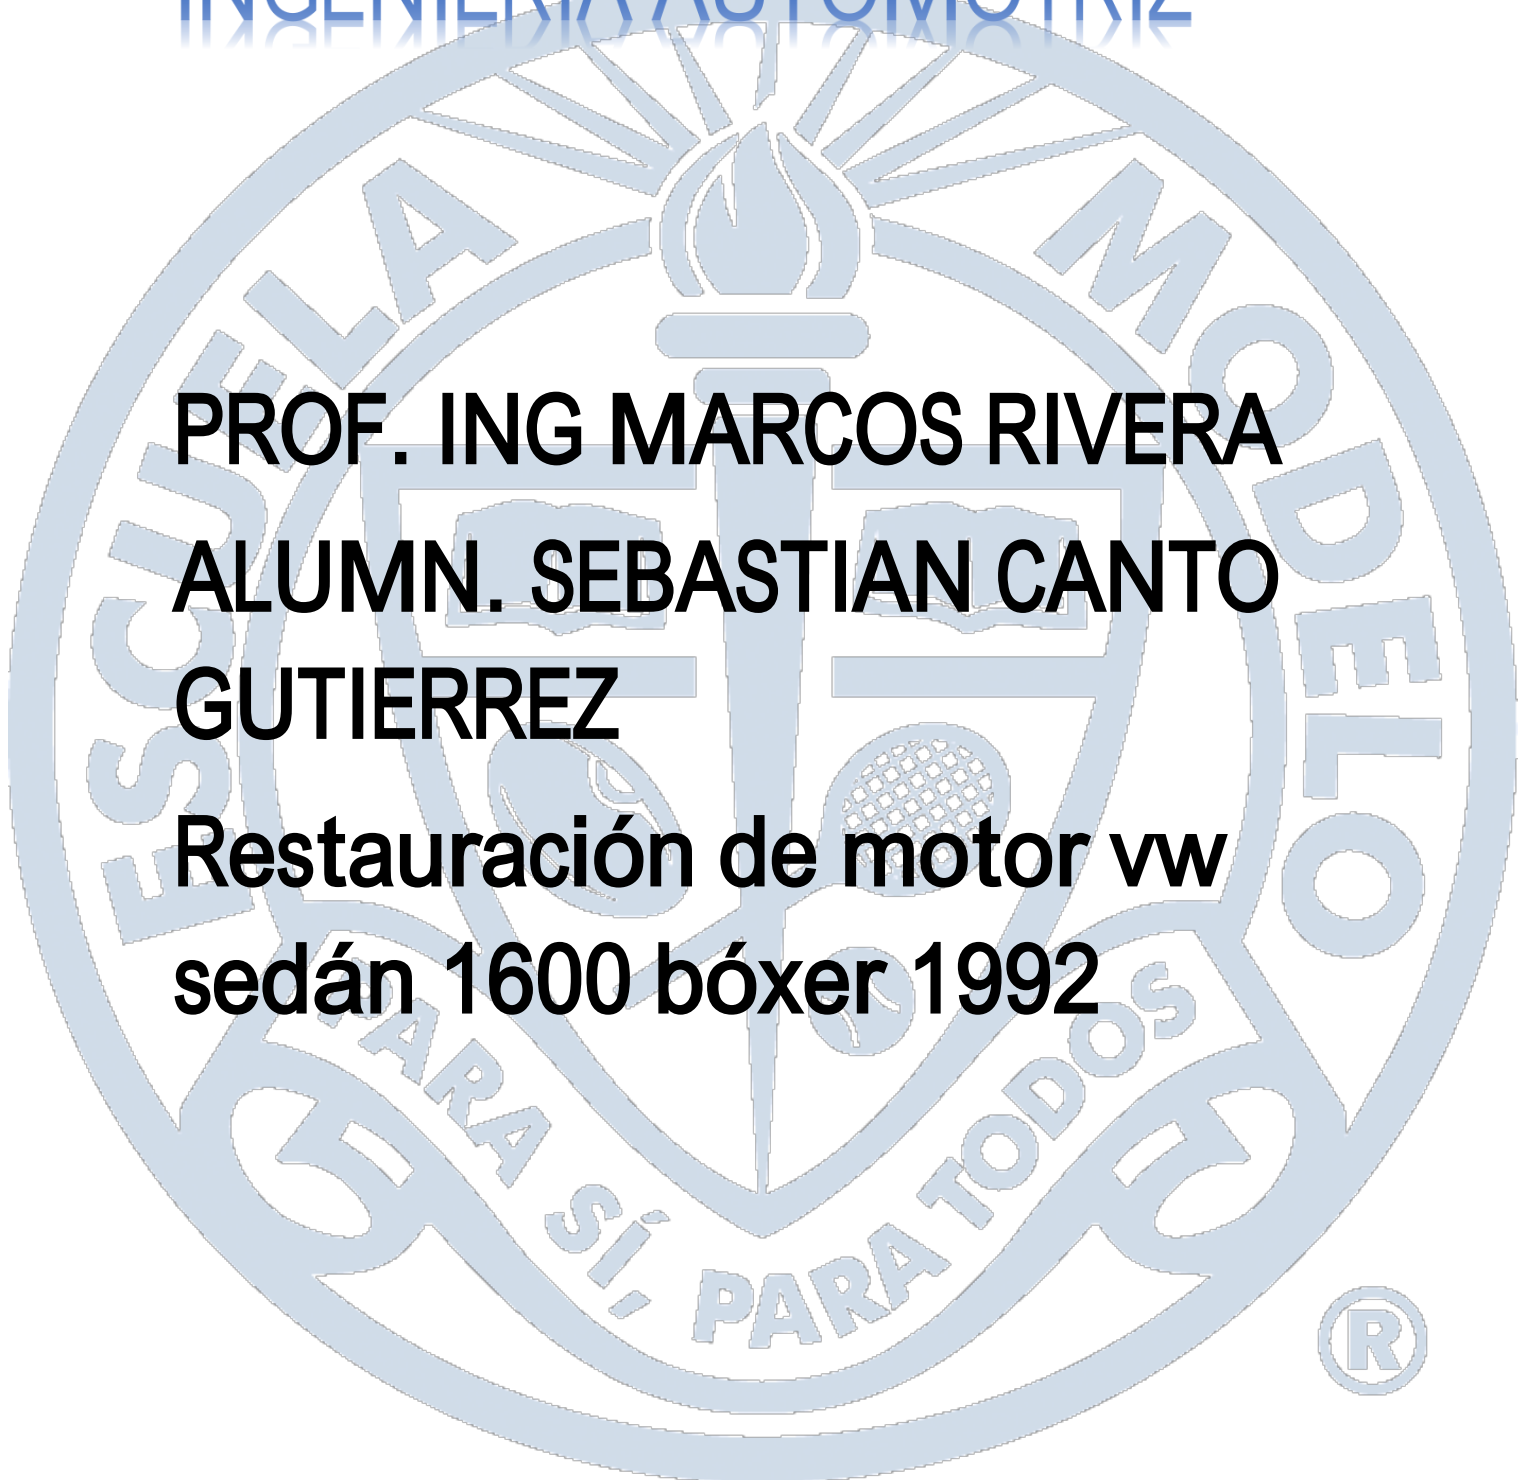 INGENIERÍA AUTOMOTRIZ
ESCUELA MODELO
PROF. ING MARCOS RIVERA
ALUMN. SEBASTIAN CANTO
GUTIERREZ
Restauración de motor vw
sedán 1600 bóxer 1992
PARA SÍ, PARA TODOS
®